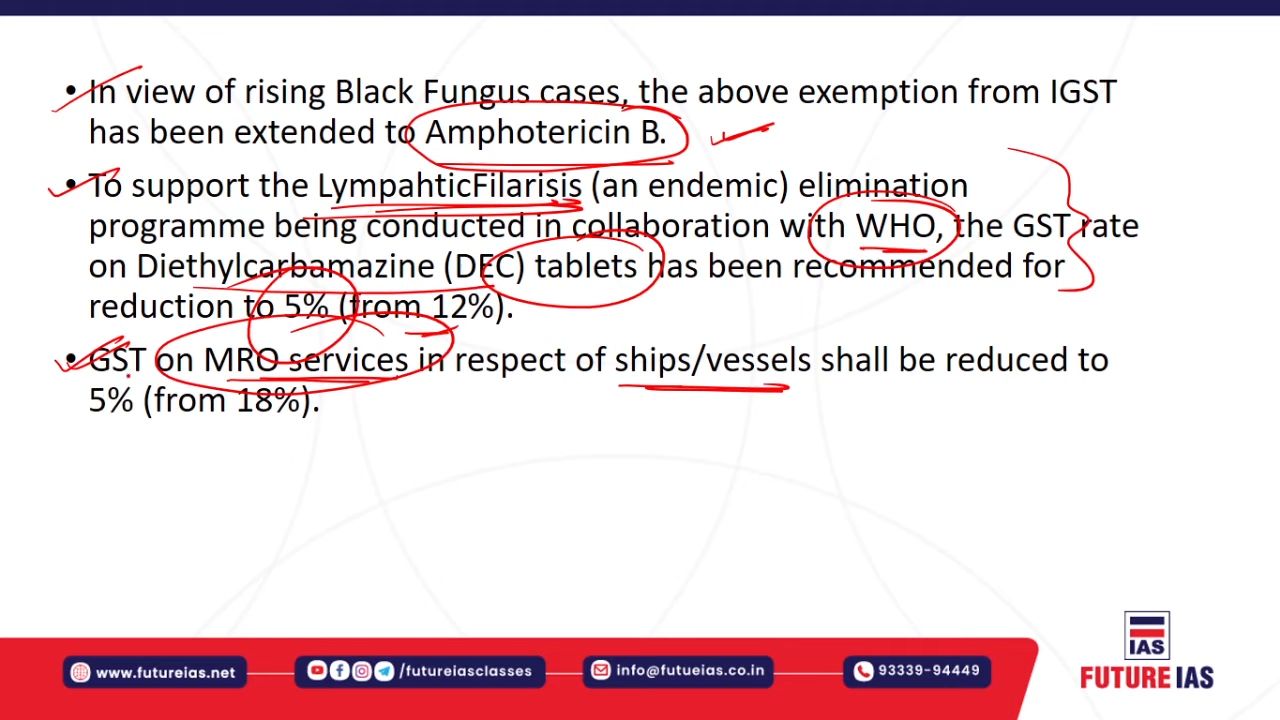 • In view of rising Black Fungus cases, the above exemption from IGST
has been extended to Amphotericin B.
• To support the LympahticFilarisis (an endemic) elimination
programme being conducted in collaboration with WHO, the GST rate
on Diethylcarbamazine (DEC) tablets has been recommended for
reduction to 5% (from 12%).
• GST on MRO services in respect of ships/vessels shall be reduced to
5% (from 18%).
IAS
FUTURE IAS
www.futureias.net
/futureiasclasses
info@futueias.co.in
93339-94449